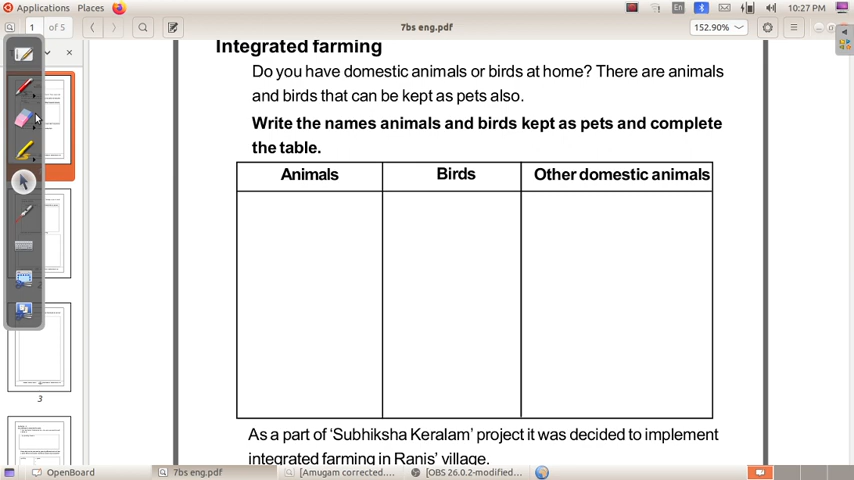 Applications Places En 10:27 PM
1 of 5 7bs eng.pdf 152.90%
Integrated farming
Do you have domestic animals or birds at home? There are animals
and birds that can be kept as pets also.
Write the names animals and birds kept as pets and complete
the table.
Animals Birds Other domestic animals
As a part of ‘Subhiksha Keralam’ project it was decided to implement
integrated farming in Ranis’ village.
3
OpenBoard 7bs eng.pdf [Amugam corrected.... [OBS 26.0.2-modified...